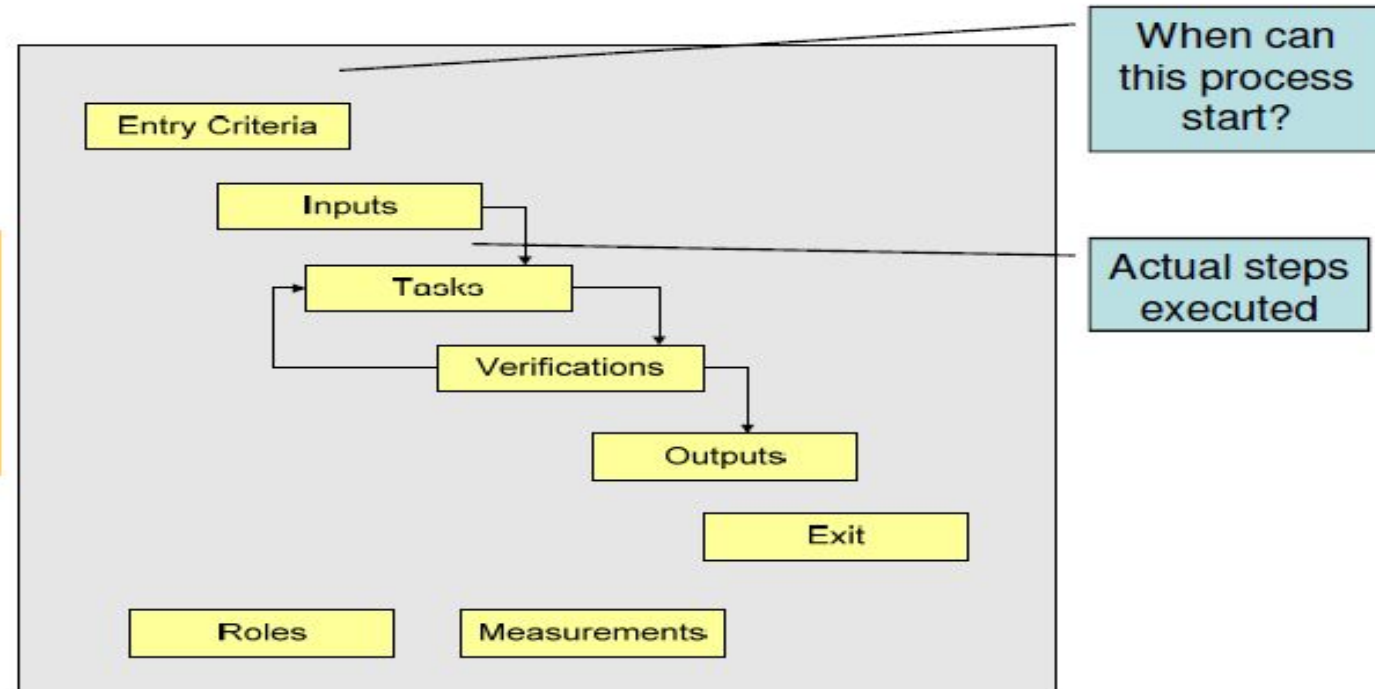 When can
this process
start?
Entry Criteria
Inputs
Actual steps
executed
Tasks
Verifications
Outputs
Exit
Roles
Measurements